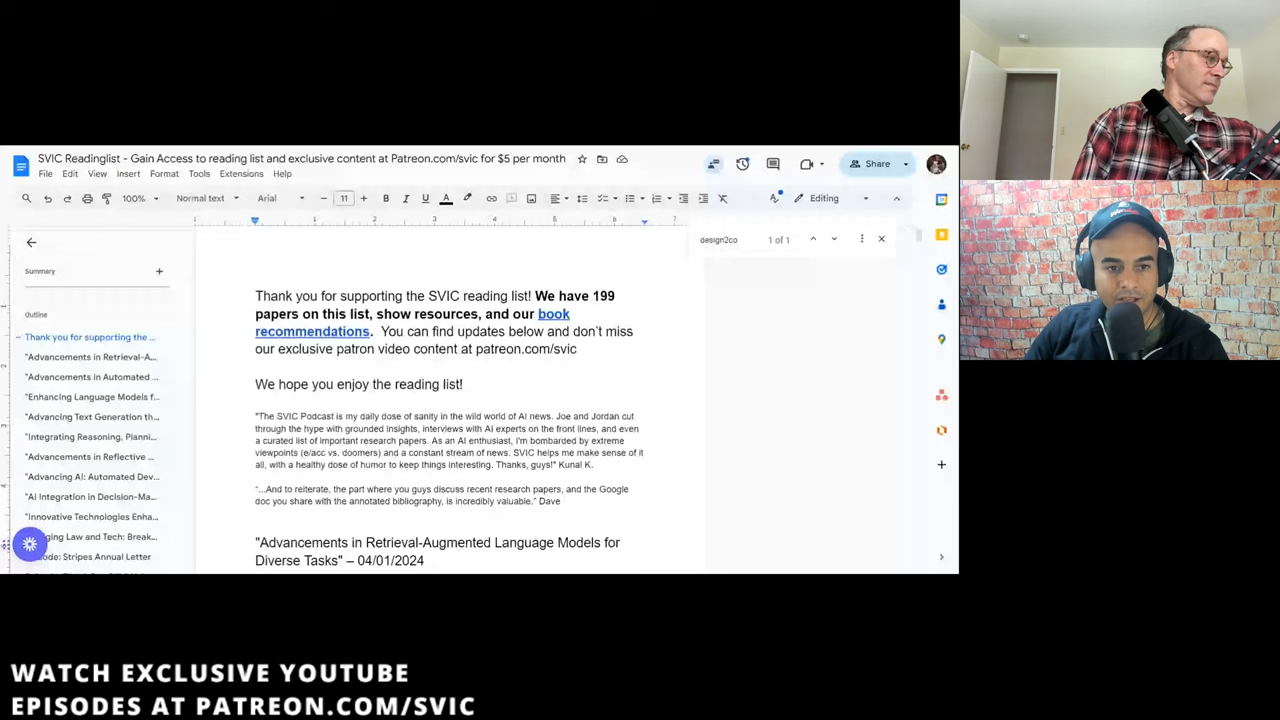 SVIC Readinglist - Gain Access to reading list and exclusive content at Patreon.com/svic for $5 per month
File Edit View Insert Format Tools Extensions Help
Share
100% Normal text Arial 11 Editing
1 1 2 3 4 5 6 7
design2co 1 of 1
Summary
Outline
Thank you for supporting the ...
"Advancements in Retrieval-A...
"Advancements in Automated ...
"Enhancing Language Models f...
"Advancing Text Generation th...
"Integrating Reasoning, Planni...
"Advancements in Reflective ...
"Advancing AI: Automated Dev...
"AI Integration in Decision-Ma...
"Innovative Technologies Enha...
ging Law and Tech: Break...
ode: Stripes Annual Letter
Thank you for supporting the SVIC reading list! We have 199
papers on this list, show resources, and our book
recommendations. You can find updates below and don't miss
our exclusive patron video content at patreon.com/svic
We hope you enjoy the reading list!
"The SVIC Podcast is my daily dose of sanity in the wild world of AI news. Joe and Jordan cut
through the hype with grounded insights, interviews with AI experts on the front lines, and even
a curated list of important research papers. As an AI enthusiast, I'm bombarded by extreme
viewpoints (e/acc vs. doomers) and a constant stream of news. SVIC helps me make sense of it
all, with a healthy dose of humor to keep things interesting. Thanks, guys!" Kunal K.
"...And to reiterate, the part where you guys discuss recent research papers, and the Google
doc you share with the annotated bibliography, is incredibly valuable." Dave
"Advancements in Retrieval-Augmented Language Models for
Diverse Tasks" – 04/01/2024
WATCH EXCLUSIVE YOUTUBE
EPISODES AT PATREON.COM/SVIC